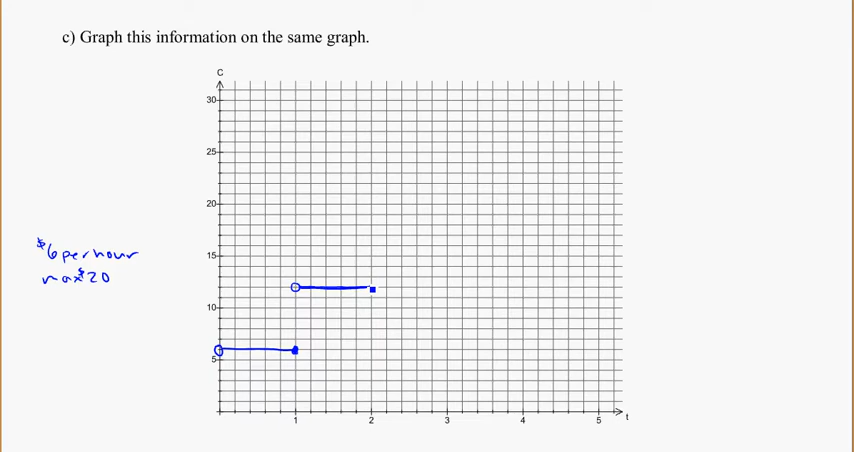 c) Graph this information on the same graph.
C
30
25
20
15
10
5
1 2 3 4 5 t
$6 per hour
max $20